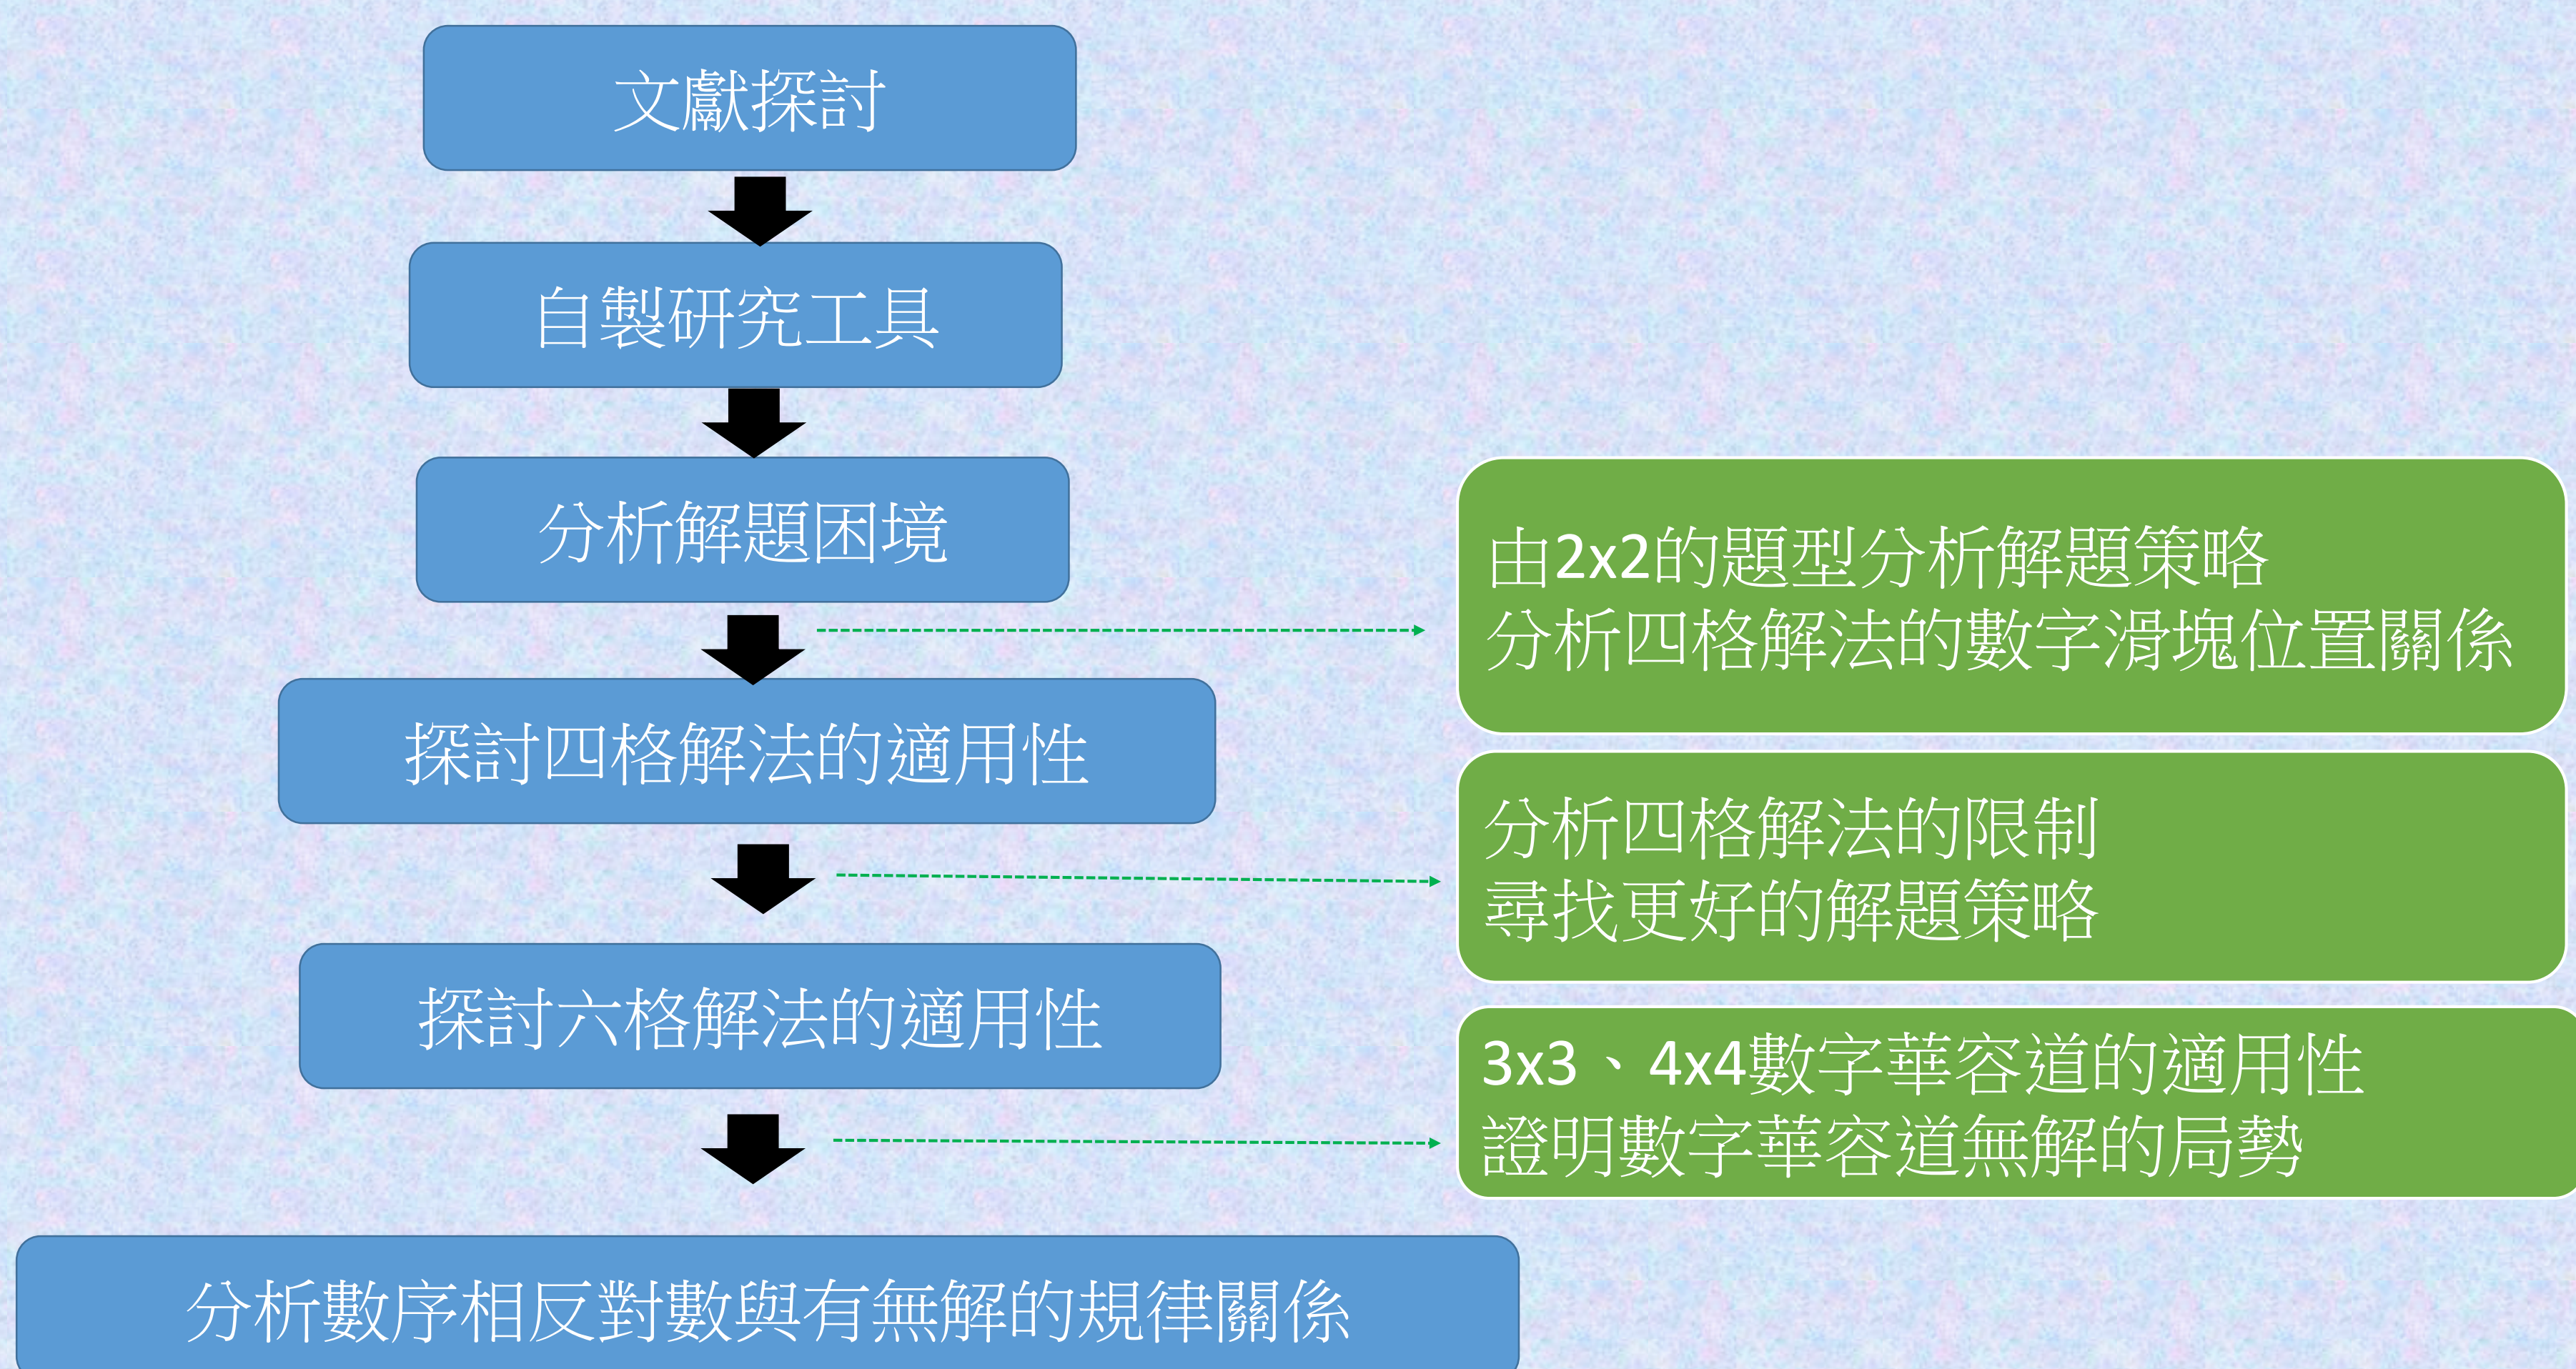 文獻探討
自製研究工具
分析解題困境
由2x2的題型分析解題策略
分析四格解法的數字滑塊位置關係
探討四格解法的適用性
分析四格解法的限制
尋找更好的解題策略
探討六格解法的適用性
3x3、4x4數字華容道的適用性
證明數字華容道無解的局勢
分析數序相反對數與有無解的規律關係